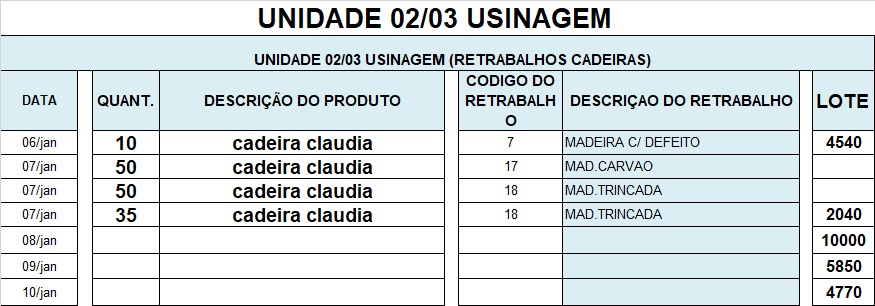 UNIDADE 02/03 USINAGEM
UNIDADE 02/03 USINAGEM (RETRABALHOS CADEIRAS)
DATA QUANT. DESCRIÇÃO DO PRODUTO CODIGO DO RETRABALH O DESCRIÇAO DO RETRABALHO LOTE
06/jan 10 cadeira claudia 7 MADEIRA C/ DEFEITO 4540
07/jan 50 cadeira claudia 17 MAD.CARVAO
07/jan 50 cadeira claudia 18 MAD.TRINCADA
07/jan 35 cadeira claudia 18 MAD.TRINCADA 2040
08/jan 10000
09/jan 5850
10/jan 4770